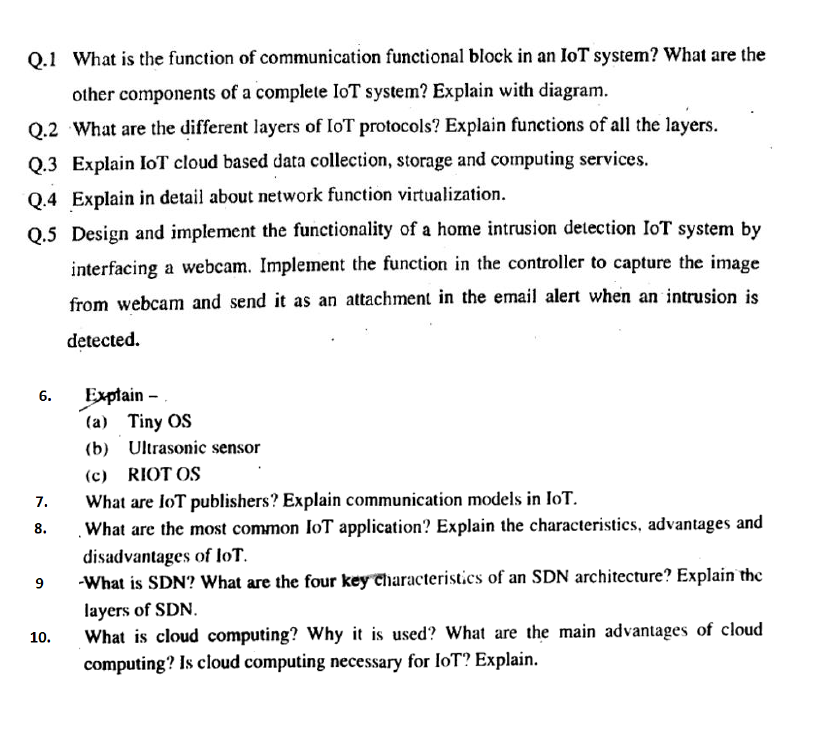 Q.1 What is the function of communication functional block in an IoT system? What are the
other components of a complete IoT system? Explain with diagram.
Q.2 What are the different layers of IoT protocols? Explain functions of all the layers.
Q.3 Explain IoT cloud based data collection, storage and computing services.
Q.4 Explain in detail about network function virtualization.
Q.5 Design and implement the functionality of a home intrusion detection IoT system by
interfacing a webcam. Implement the function in the controller to capture the image
from webcam and send it as an attachment in the email alert when an intrusion is
detected.
6. Explain –
(a) Tiny OS
(b) Ultrasonic sensor
(c) RIOT OS
7. What are IoT publishers? Explain communication models in IoT.
8. What are the most common IoT application? Explain the characteristics, advantages and
disadvantages of IoT.
9 -What is SDN? What are the four key characteristics of an SDN architecture? Explain the
layers of SDN.
10. What is cloud computing? Why it is used? What are the main advantages of cloud
computing? Is cloud computing necessary for IoT? Explain.